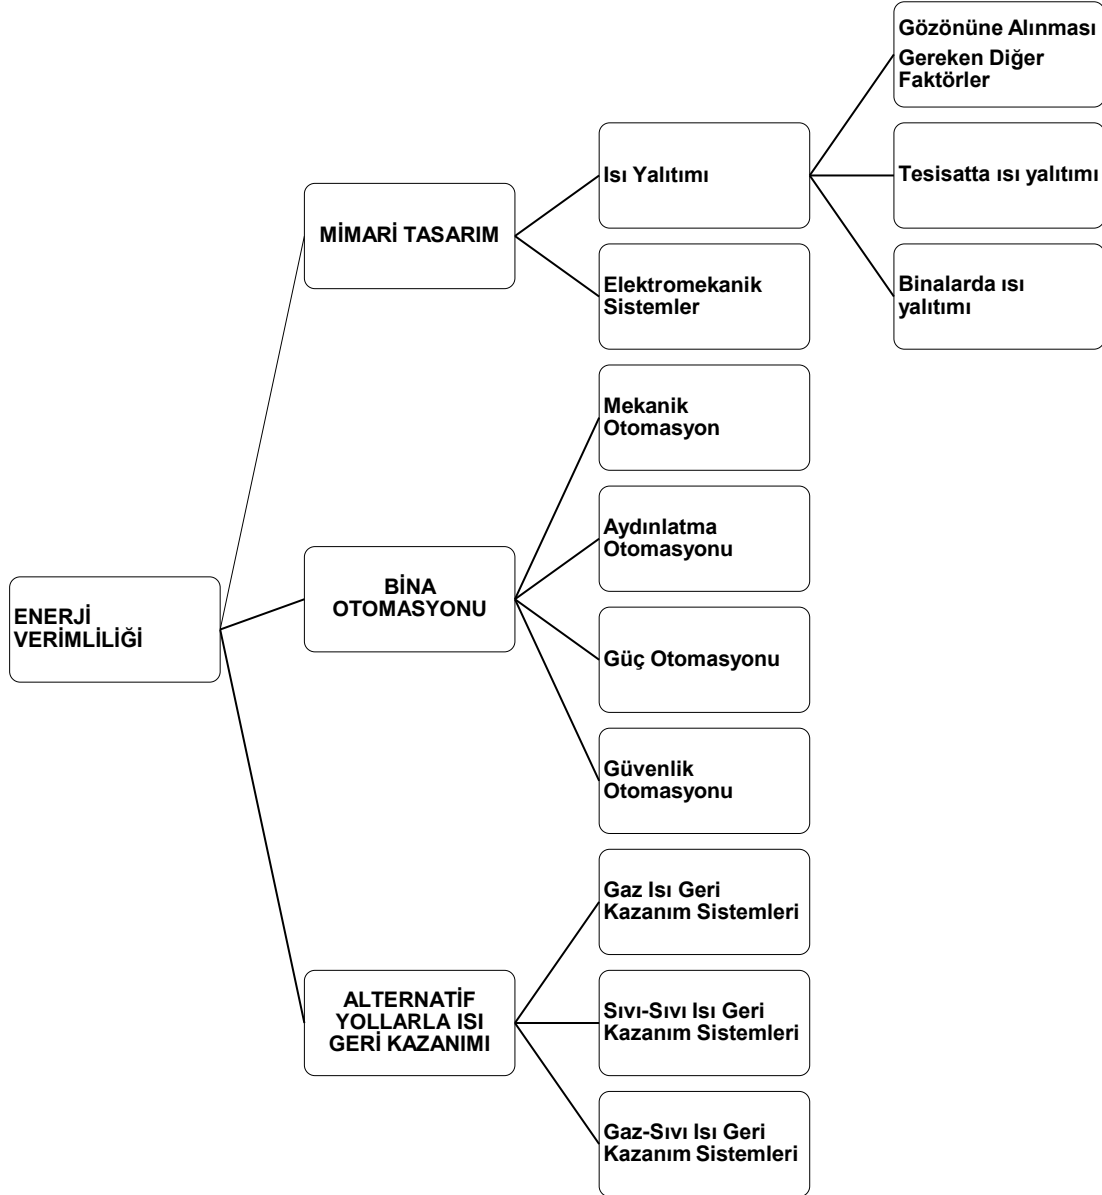 Gözönüne Alınması
Gereken Diğer
Faktörler
Isı Yalıtımı
Tesisatta ısı yalıtımı
MİMARİ TASARIM
Elektromekanik
Sistemler
Binalarda ısı
yalıtımı
Mekanik
Otomasyon
Aydınlatma
Otomasyonu
BİNA
OTOMASYONU
ENERJİ
VERİMLİLİĞİ
Güç Otomasyonu
Güvenlik
Otomasyonu
Gaz Isı Geri
Kazanım Sistemleri
ALTERNATİF
YOLLARLA ISI
GERİ KAZANIMI
Sıvı-Sıvı Isı Geri
Kazanım Sistemleri
Gaz-Sıvı Isı Geri
Kazanım Sistemleri